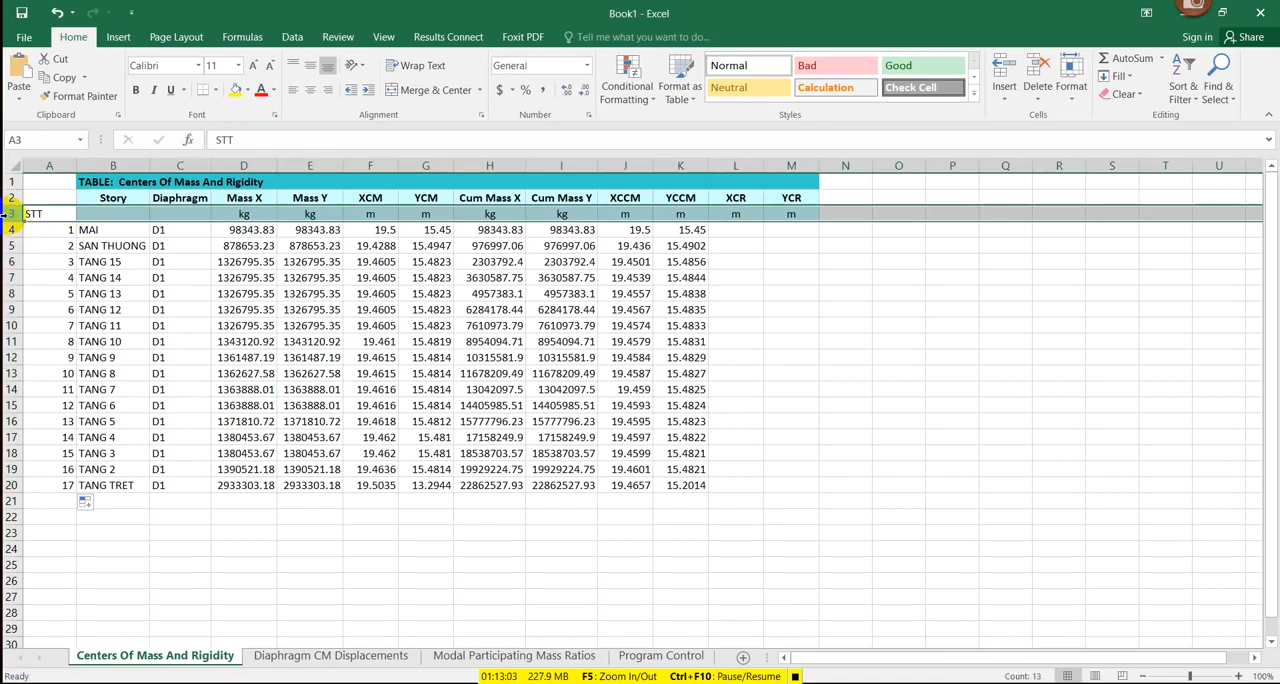 Book1 - Excel
File Home Insert Page Layout Formulas Data Review View Results Connect Foxit PDF Tell me what you want to do... Sign in Share
Paste Cut Copy Format Painter
Calibri 11
B I U
Wrap Text
Merge & Center
General
$ % ,
Conditional Formatting Format as Table
Normal Bad Good
Neutral Calculation Check Cell
Insert Delete Format
AutoSum Fill Clear
Sort & Filter Find & Select
Clipboard Font Alignment Number Styles Cells Editing
A3 fx STT
A B C D E F G H I J K L M N O P Q R S T U
1 TABLE: Centers Of Mass And Rigidity
2 Story Diaphragm Mass X Mass Y XCM YCM Cum Mass X Cum Mass Y XCCM YCCM XCR YCR
3 STT kg kg m m kg kg m m m m
4 1 MAI D1 98343.83 98343.83 19.5 15.45 98343.83 98343.83 19.5 15.45
5 2 SAN THUONG D1 878653.23 878653.23 19.4288 15.4947 976997.06 976997.06 19.436 15.4902
6 3 TANG 15 D1 1326795.35 1326795.35 19.4605 15.4823 2303792.4 2303792.4 19.4501 15.4856
7 4 TANG 14 D1 1326795.35 1326795.35 19.4605 15.4823 3630587.75 3630587.75 19.4539 15.4844
8 5 TANG 13 D1 1326795.35 1326795.35 19.4605 15.4823 4957383.1 4957383.1 19.4557 15.4838
9 6 TANG 12 D1 1326795.35 1326795.35 19.4605 15.4823 6284178.44 6284178.44 19.4567 15.4835
10 7 TANG 11 D1 1326795.35 1326795.35 19.4605 15.4823 7610973.79 7610973.79 19.4574 15.4833
11 8 TANG 10 D1 1343120.92 1343120.92 19.461 15.4819 8954094.71 8954094.71 19.4579 15.4831
12 9 TANG 9 D1 1361487.19 1361487.19 19.4615 15.4814 10315581.9 10315581.9 19.4584 15.4829
13 10 TANG 8 D1 1362627.58 1362627.58 19.4615 15.4814 11678209.49 11678209.49 19.4587 15.4827
14 11 TANG 7 D1 1363888.01 1363888.01 19.4616 15.4814 13042097.5 13042097.5 19.459 15.4825
15 12 TANG 6 D1 1363888.01 1363888.01 19.4616 15.4814 14405985.51 14405985.51 19.4593 15.4824
16 13 TANG 5 D1 1371810.72 1371810.72 19.4618 15.4812 15777796.23 15777796.23 19.4595 15.4823
17 14 TANG 4 D1 1380453.67 1380453.67 19.462 15.481 17158249.9 17158249.9 19.4597 15.4822
18 15 TANG 3 D1 1380453.67 1380453.67 19.462 15.481 18538703.57 18538703.57 19.4599 15.4821
19 16 TANG 2 D1 1390521.18 1390521.18 19.4636 15.4814 19929224.75 19929224.75 19.4601 15.4821
20 17 TANG TRET D1 2933303.18 2933303.18 19.5035 13.2944 22862527.93 22862527.93 19.4657 15.2014
21
22
23
24
25
26
27
28
29
30
Centers Of Mass And Rigidity Diaphragm CM Displacements Modal Participating Mass Ratios Program Control
Ready 01:13:03 227.9 MB F5: Zoom In/Out Ctrl+F10: Pause/Resume Count: 13 100%